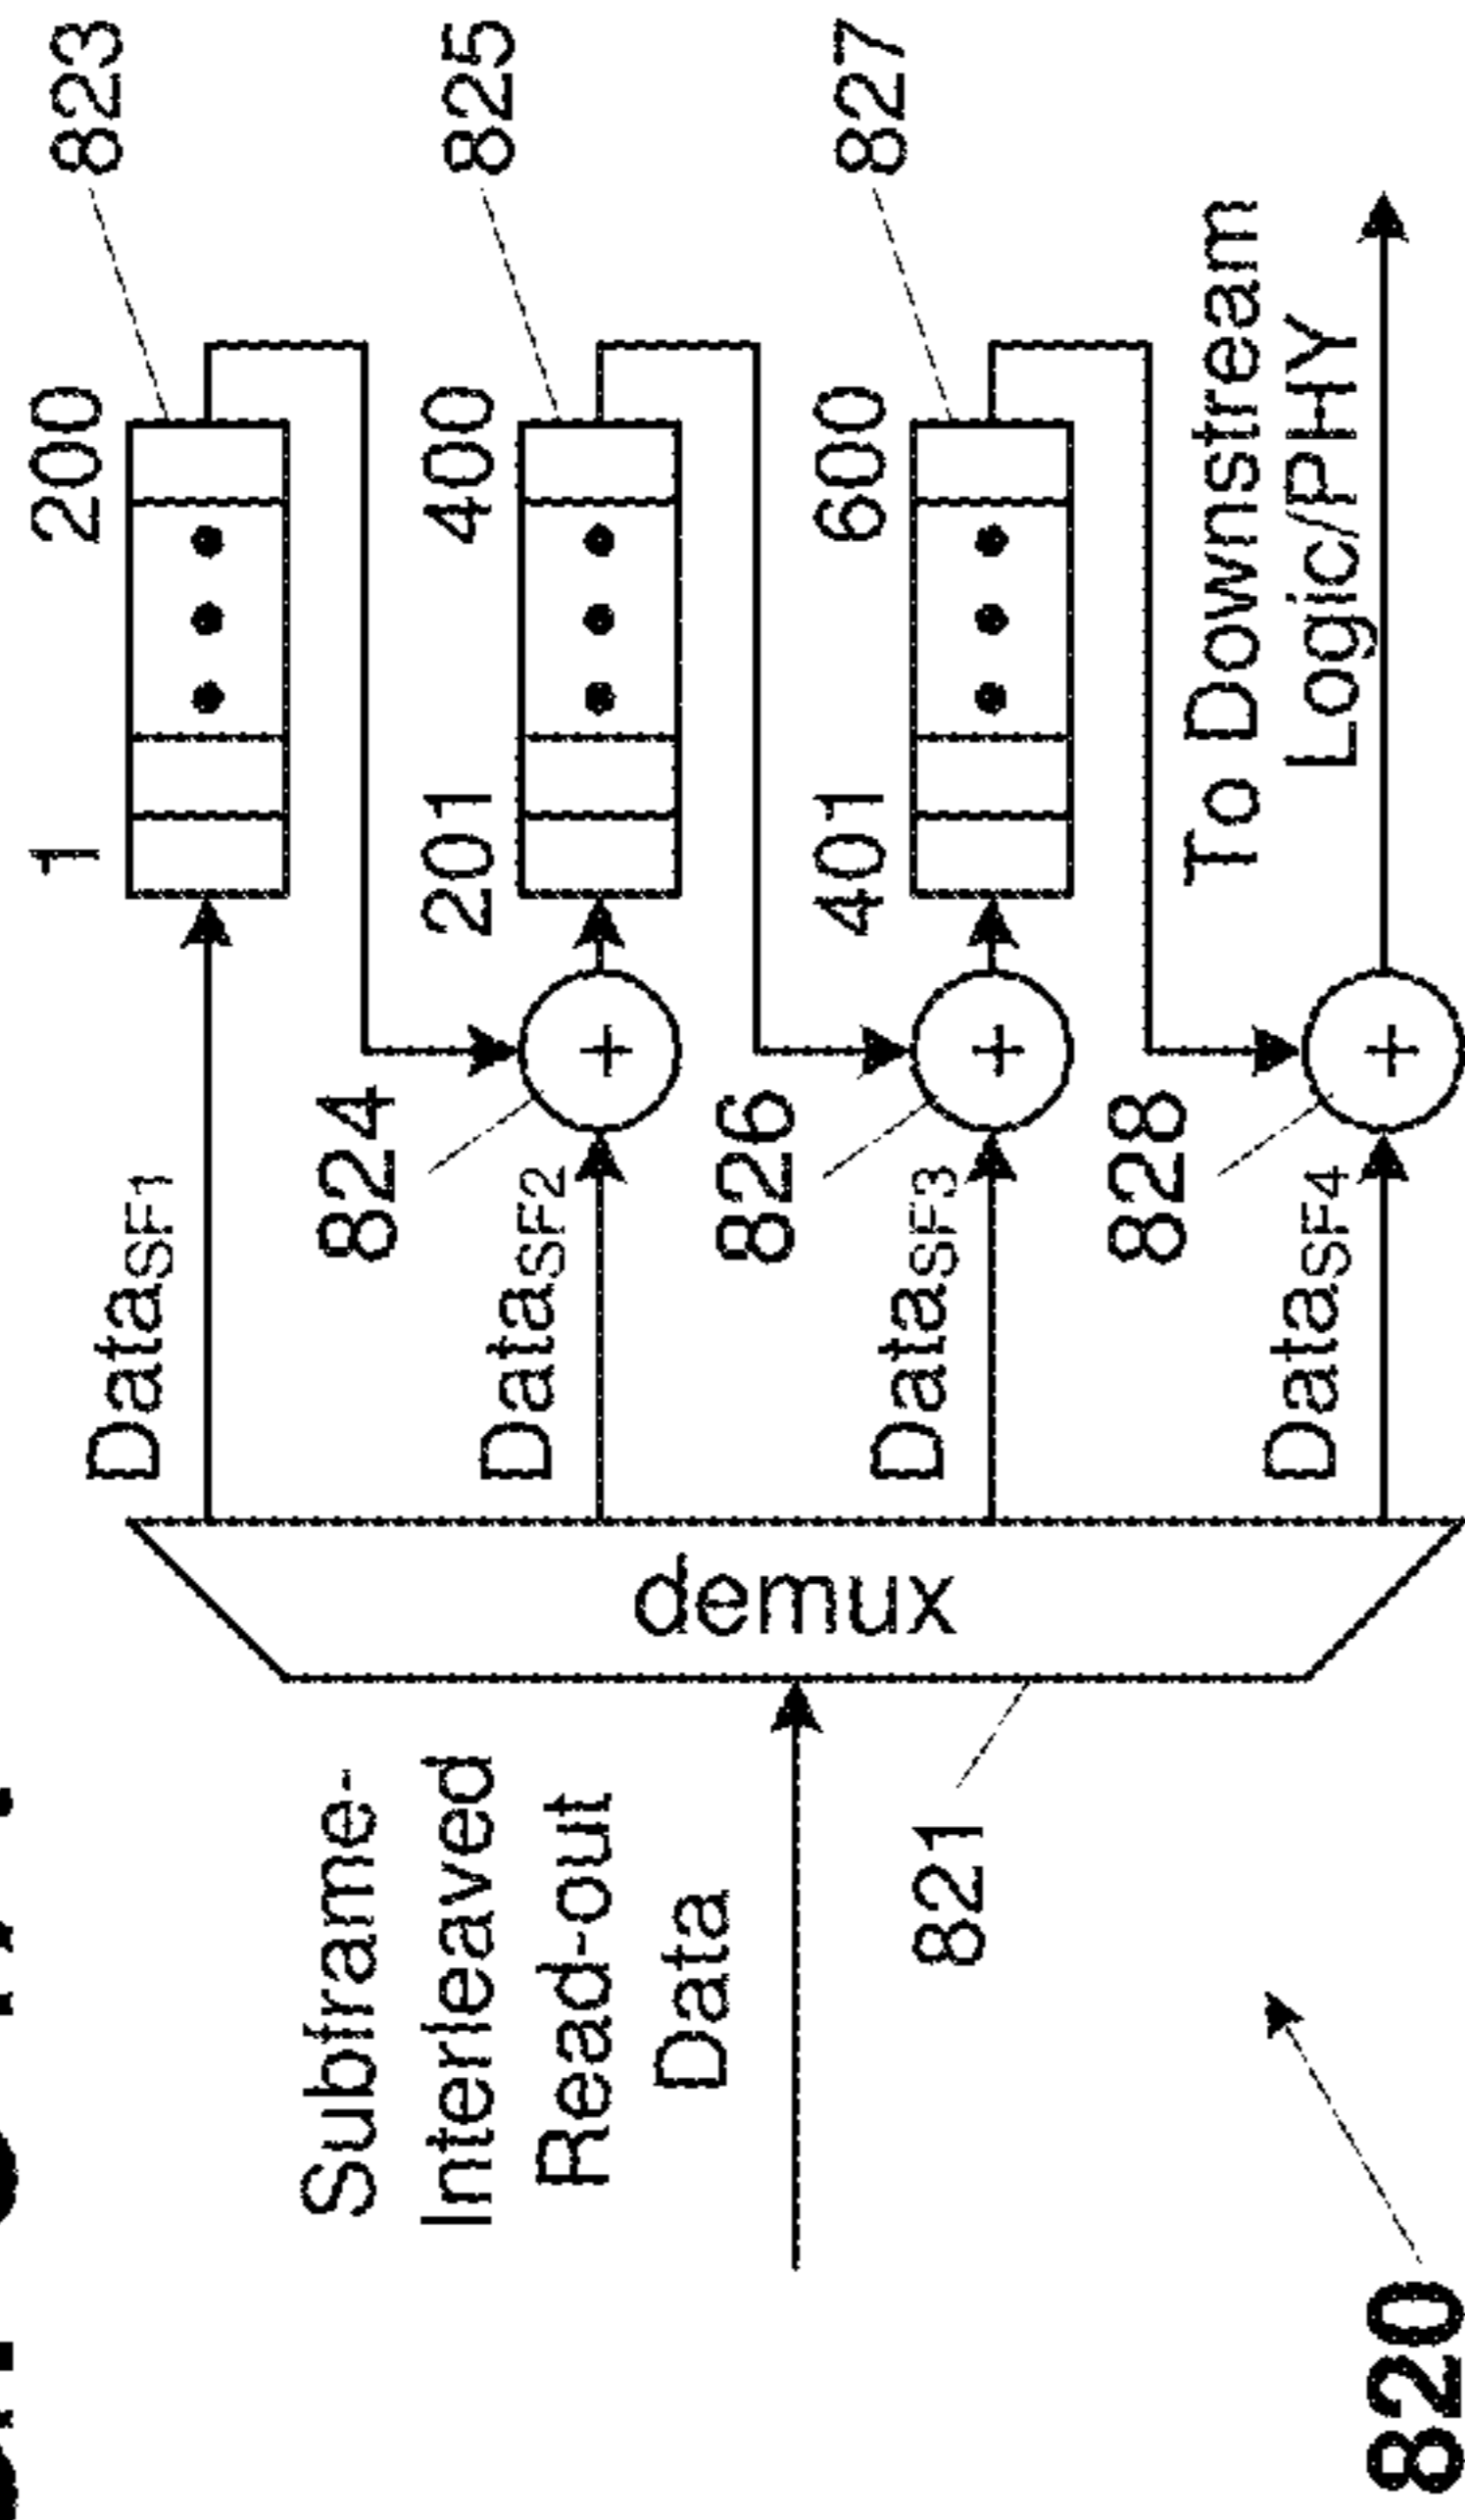 Subframe-
Interleaved
Read-out
Data
821
820
demux
DataSF1
1
200
823
824
DataSF2
201
400
825
826
DataSF3
401
600
827
828
DataSF4
To Downstream
Logic/PHY